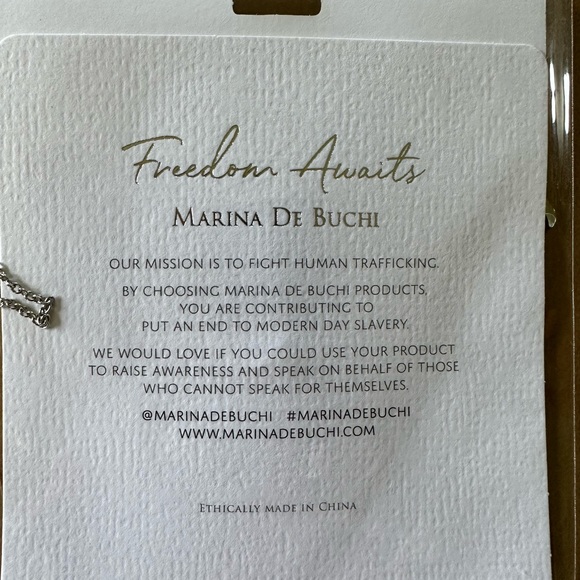 Freedom Awaits
MARINA DE BUCHI
OUR MISSION IS TO FIGHT HUMAN TRAFFICKING.
BY CHOOSING MARINA DE BUCHI PRODUCTS,
YOU ARE CONTRIBUTING TO
PUT AN END TO MODERN DAY SLAVERY.
WE WOULD LOVE IF YOU COULD USE YOUR PRODUCT
TO RAISE AWARENESS AND SPEAK ON BEHALF OF THOSE
WHO CANNOT SPEAK FOR THEMSELVES.
@MARINADEBUCHI #MARINADEBUCHI
WWW.MARINADEBUCHI.COM
ETHICALLY MADE IN CHINA